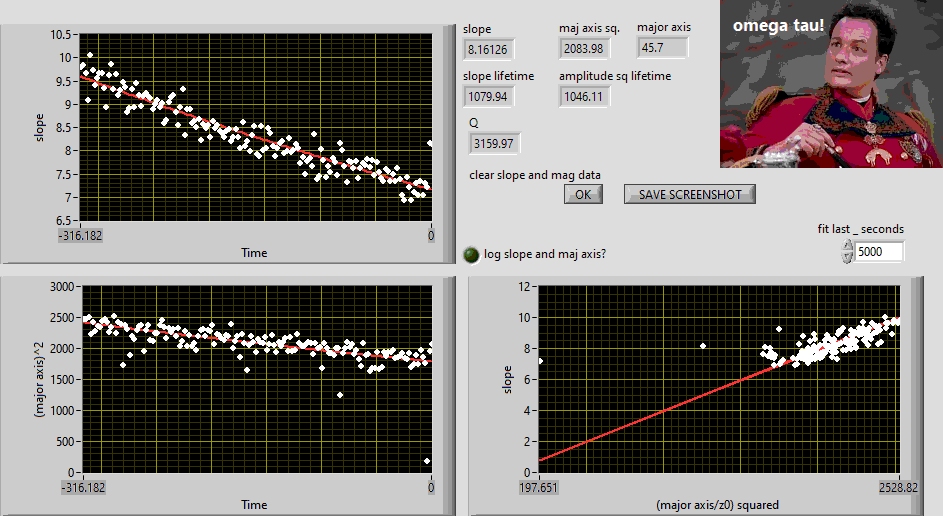 omega tau!
slope
8.16126
maj axis sq.
2083.98
major axis
45.7
slope lifetime
1079.94
amplitude sq lifetime
1046.11
Q
3159.97
clear slope and mag data
OK
SAVE SCREENSHOT
fit last _ seconds
5000
log slope and maj axis?
slope
10.5
10
9.5
9
8.5
8
7.5
7
6.5
-316.182
0
Time
(major axis)^2
3000
2500
2000
1500
1000
500
0
-316.182
0
Time
slope
12
10
8
6
4
2
0
197.651
2528.82
(major axis/z0) squared